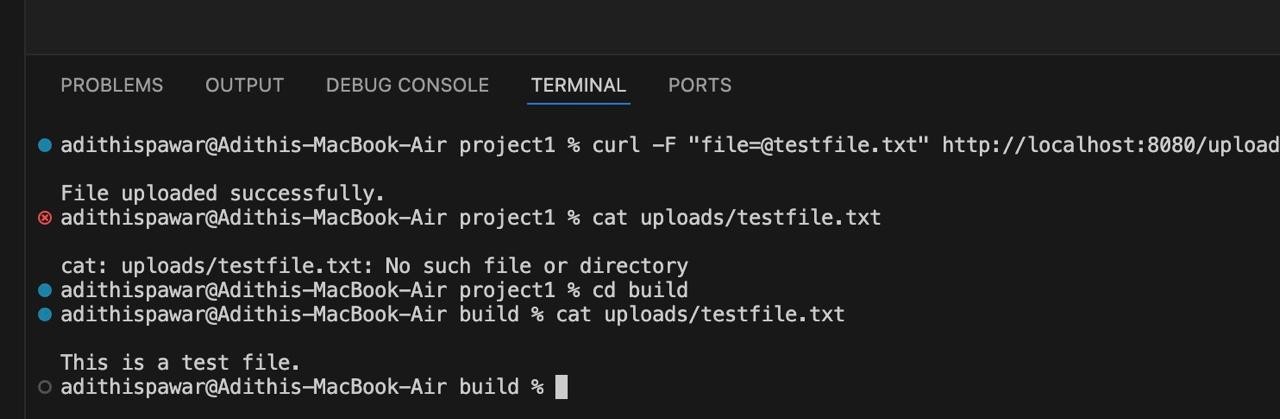 PROBLEMS OUTPUT DEBUG CONSOLE TERMINAL PORTS
adithispawar@Adithis-MacBook-Air project1 % curl -F "file=@testfile.txt" http://localhost:8080/upload
File uploaded successfully.
adithispawar@Adithis-MacBook-Air project1 % cat uploads/testfile.txt
cat: uploads/testfile.txt: No such file or directory
adithispawar@Adithis-MacBook-Air project1 % cd build
adithispawar@Adithis-MacBook-Air build % cat uploads/testfile.txt
This is a test file.
adithispawar@Adithis-MacBook-Air build %